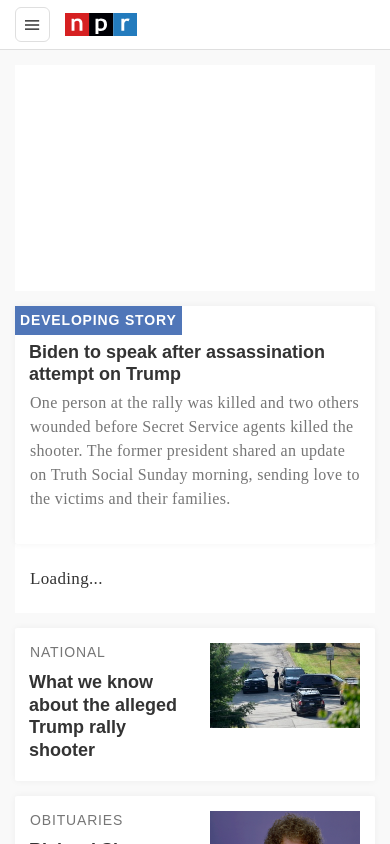 npr
DEVELOPING STORY
Biden to speak after assassination
attempt on Trump
One person at the rally was killed and two others
wounded before Secret Service agents killed the
shooter. The former president shared an update
on Truth Social Sunday morning, sending love to
the victims and their families.
Loading...
NATIONAL
What we know
about the alleged
Trump rally
shooter
OBITUARIES